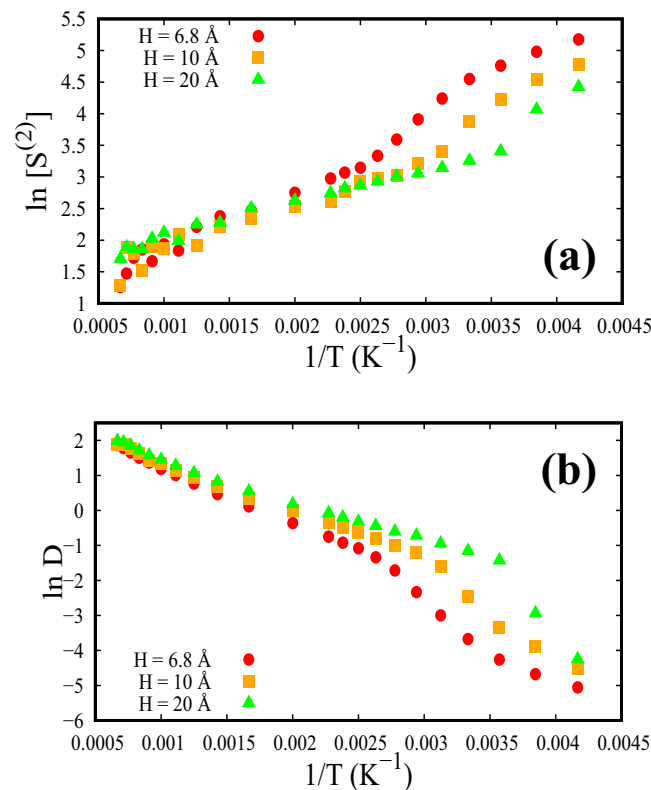 5.5
5
4.5
4
3.5
3
2.5
2
1.5
1
ln [S⁽²⁾]
H = 6.8 Å
H = 10 Å
H = 20 Å
(a)
0.0005 0.001 0.0015 0.002 0.0025 0.003 0.0035 0.004 0.0045
1/T (K⁻¹)
2
1
0
−1
−2
−3
−4
−5
−6
ln D
(b)
H = 6.8 Å
H = 10 Å
H = 20 Å
0.0005 0.001 0.0015 0.002 0.0025 0.003 0.0035 0.004 0.0045
1/T (K⁻¹)